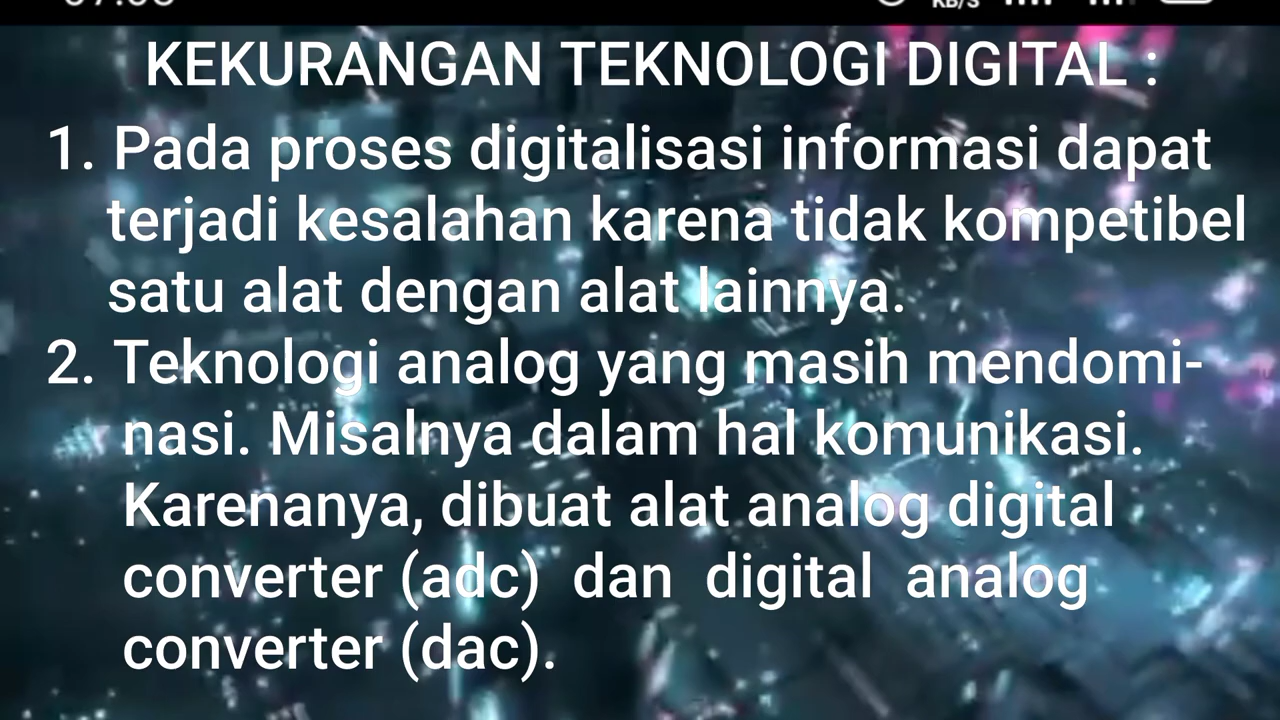 KB/S
KEKURANGAN TEKNOLOGI DIGITAL :
1. Pada proses digitalisasi informasi dapat
terjadi kesalahan karena tidak kompetibel
satu alat dengan alat lainnya.
2. Teknologi analog yang masih mendomi-
nasi. Misalnya dalam hal komunikasi.
Karenanya, dibuat alat analog digital
converter (adc) dan digital analog
converter (dac).